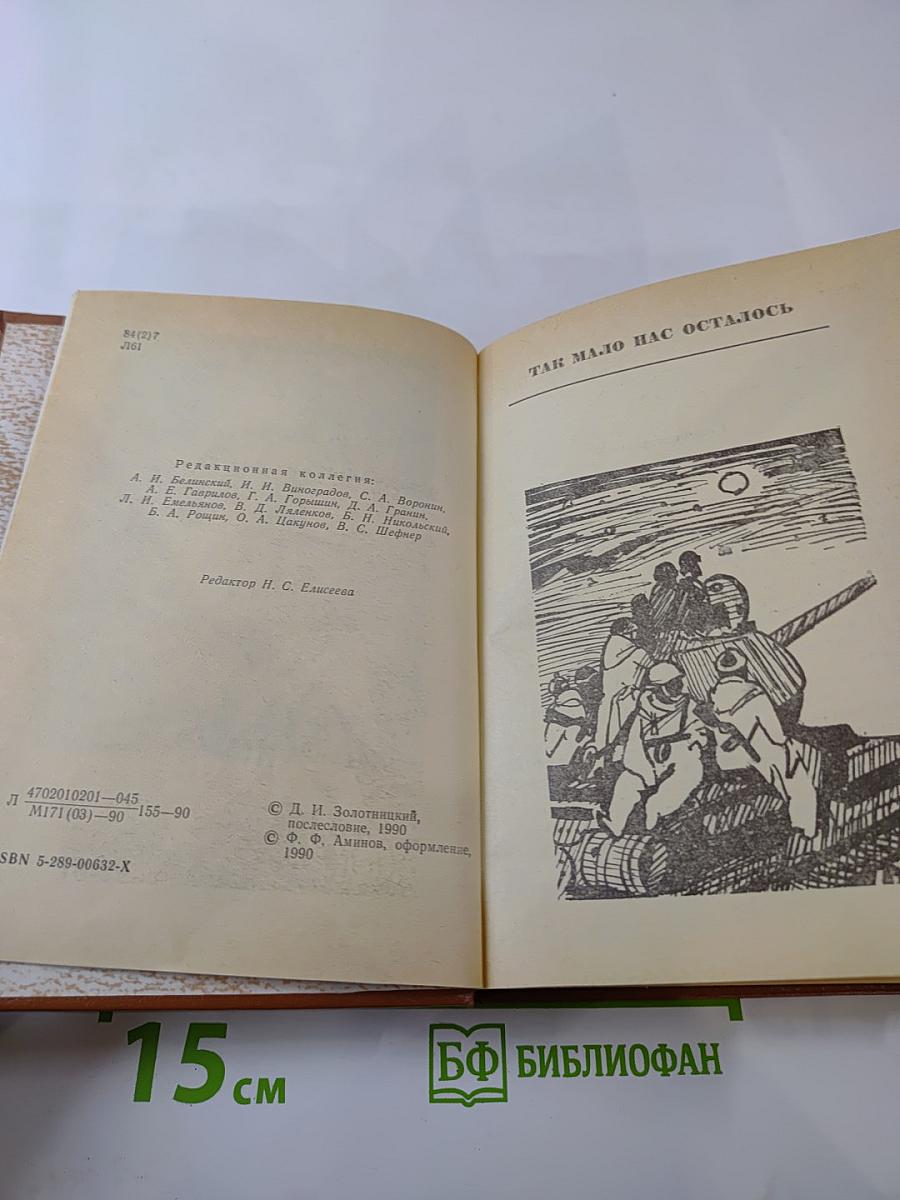 84(2)7
Л61
Редакционная коллегия:
А. И. Белинский, И. И. Виноградов, С. А. Воронин,
А. Е. Гаврилов, Г. А. Горышин, Д. А. Гранин,
Л. И. Емельянов, В. Д. Ляленков, Б. Н. Никольский,
Б. А. Рощин, О. А. Цакунов, В. С. Шефнер
Редактор Н. С. Елисеева
Л 4702010201—045
М171(03)—90 155—90
SBN 5-289-00632-X
© Д. И. Золотницкий,
послесловие, 1990
© Ф. Ф. Аминов, оформление,
1990
ТАК МАЛО НАС ОСТАЛОСЬ
15 см
БФ БИБЛИОФАН